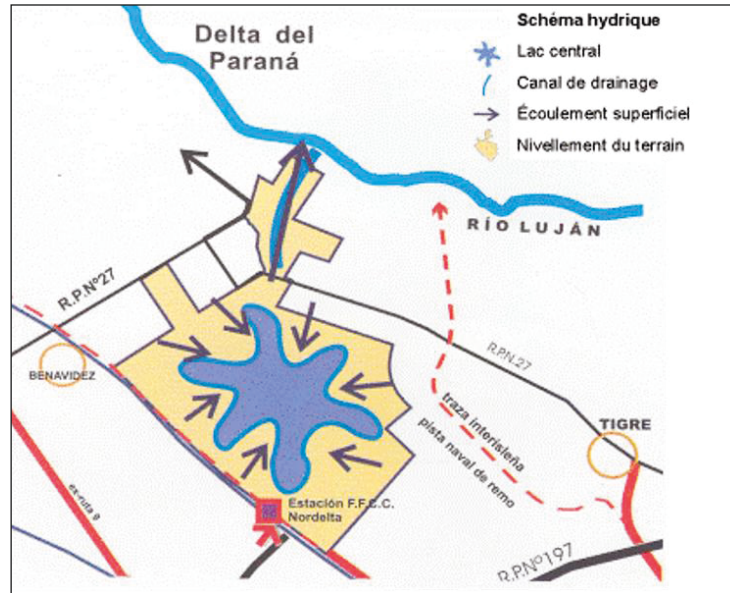 Schéma hydrique
Lac central
Canal de drainage
Écoulement superficiel
Nivellement du terrain
Delta del
Paraná
RÍO LUJÁN
R.P.Nº27
R.P.N.27
BENAVIDEZ
TIGRE
traza interisleña
pista naval de remo
Estación F.F.C.C.
Nordelta
ex-ruta 9
R.P.Nº197